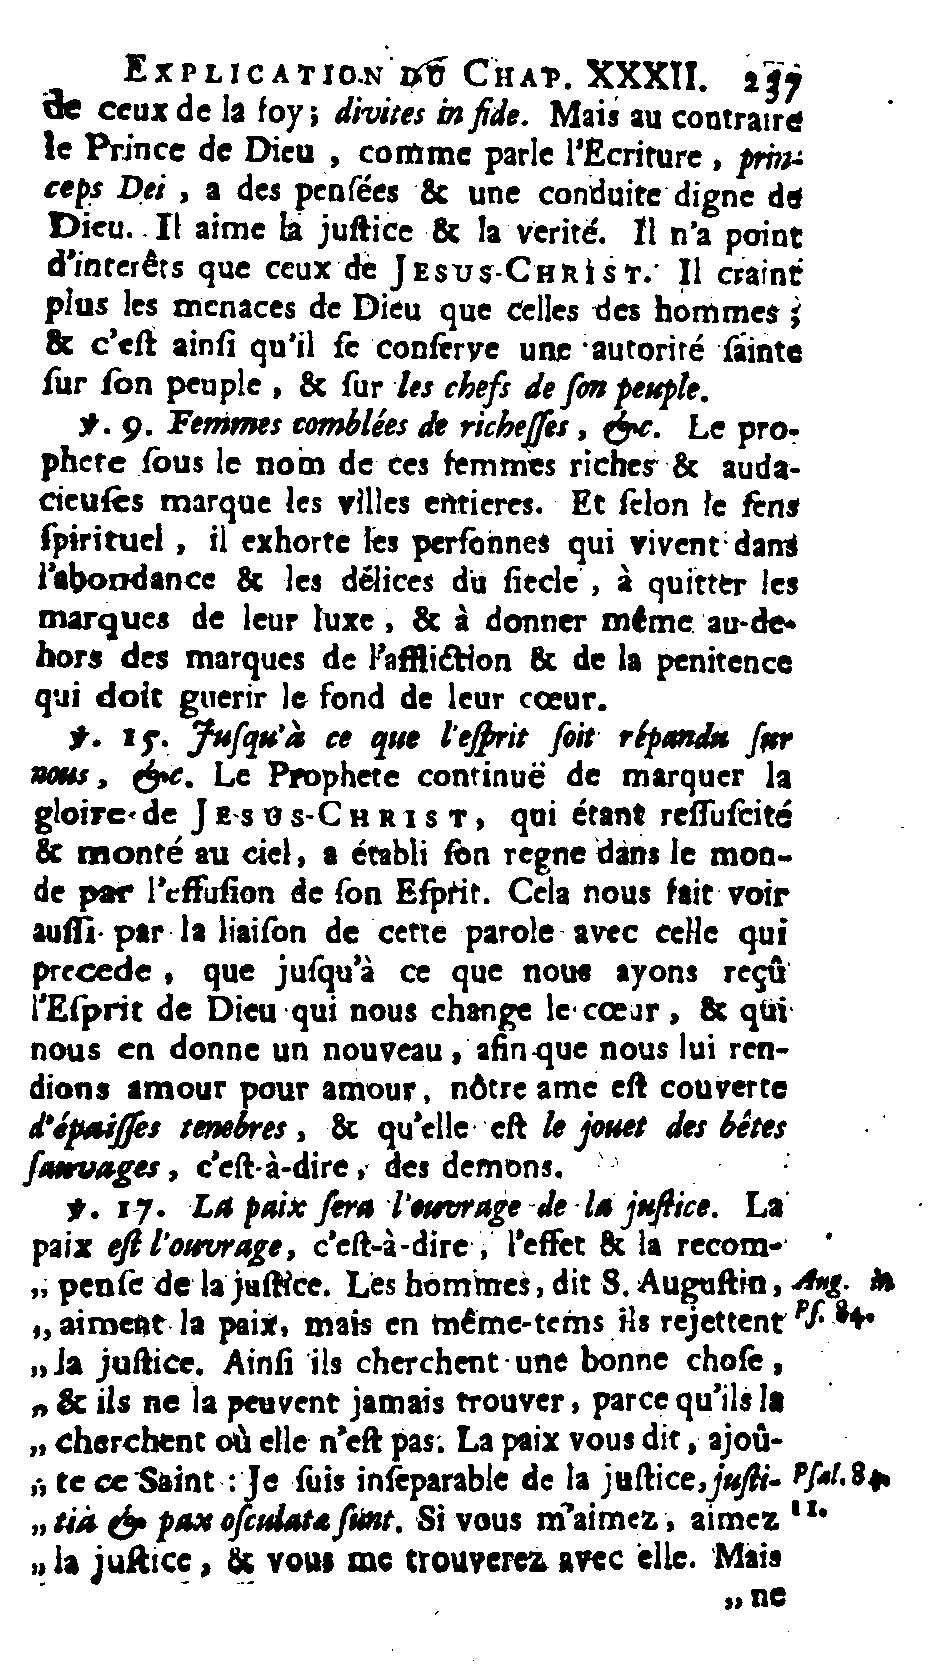 EXPLICATION DU CHAP. XXXII. 237
de ceux de la foy; divites in fide. Mais au contraire
le Prince de Dieu, comme parle l'Ecriture, prin-
ceps Dei, a des penſées & une conduite digne de
Dieu. Il aime la juſtice & la verité. Il n'a point
d'interêts que ceux de JESUS-CHRIST. Il craint
plus les menaces de Dieu que celles des hommes;
& c'eſt ainſi qu'il ſe conſerve une autorité ſainte
ſur ſon peuple, & ſur les chefs de ſon peuple.
℣. 9. Femmes comblées de richeſſes, &c. Le pro-
phete ſous le nom de ces femmes riches & auda-
cieuſes marque les villes entieres. Et ſelon le ſens
ſpirituel, il exhorte les perſonnes qui vivent dans
l'abondance & les délices du ſiecle, à quitter les
marques de leur luxe, & à donner même au-de-
hors des marques de l'affliction & de la penitence
qui doit guerir le fond de leur cœur.
℣. 15. Juſqu'à ce que l'eſprit ſoit répandu ſur
nous, &c. Le Prophete continuë de marquer la
gloire de JESUS-CHRIST, qui étant reſſuſcité
& monté au ciel, a établi ſon regne dans le mon-
de par l'effuſion de ſon Eſprit. Cela nous fait voir
auſſi par la liaiſon de cette parole avec celle qui
precede, que juſqu'à ce que nous ayons reçû
l'Eſprit de Dieu qui nous change le cœur, & qui
nous en donne un nouveau, afin que nous lui ren-
dions amour pour amour, nôtre ame eſt couverte
d'épaiſſes tenebres, & qu'elle eſt le jouet des bêtes
ſauvages, c'eſt-à-dire, des demons.
℣. 17. La paix ſera l'ouvrage de la juſtice. La
paix eſt l'ouvrage, c'eſt-à-dire, l'effet & la recom-
„ penſe de la juſtice. Les hommes, dit S. Auguſtin, Aug. in
„ aiment la paix, mais en même-tems ils rejettent Pſ. 84.
„ la juſtice. Ainſi ils cherchent une bonne choſe,
„ & ils ne la peuvent jamais trouver, parce qu'ils la
„ cherchent où elle n'eſt pas. La paix vous dit, ajoû-
„ te ce Saint: Je ſuis inſeparable de la juſtice, juſti- Pſal. 84.
„ tia & pax oſculatæ ſunt. Si vous m'aimez, aimez 11.
„ la juſtice, & vous me trouverez avec elle. Mais
„ ne